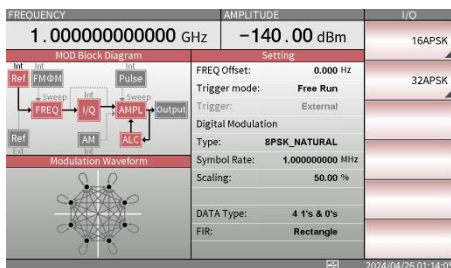 FREQUENCY AMPLITUDE I/O
1.000000000000 GHz −140.00 dBm
MOD Block Diagram
Int Int Int
Ref FMΦM Pulse
Sweep Int Sweep
FREQ I/Q AMPL Output
Ref AM ALC
Ext Int
Modulation Waveform
Setting
FREQ Offset: 0.000 Hz
Trigger mode: Free Run
Trigger: External
Digital Modulation
Type: 8PSK_NATURAL
Symbol Rate: 1.000000000 MHz
Scaling: 50.00 %
DATA Type: 4 1's & 0's
FIR: Rectangle
16APSK
32APSK
2024/04/26 01:14:05